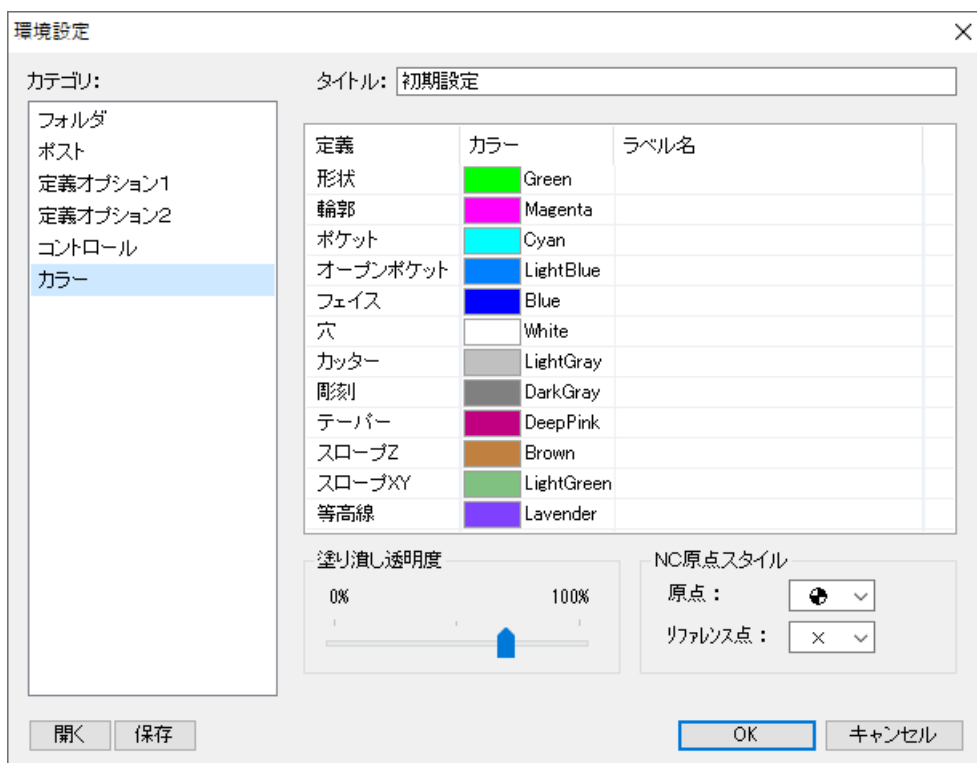 環境設定
カテゴリ:
フォルダ
ポスト
定義オプション1
定義オプション2
コントロール
カラー
タイトル: 初期設定
定義 カラー ラベル名
形状 Green
輪郭 Magenta
ポケット Cyan
オープンポケット LightBlue
フェイス Blue
穴 White
カッター LightGray
彫刻 DarkGray
テーパー DeepPink
スロープZ Brown
スロープXY LightGreen
等高線 Lavender
塗り潰し透明度
0% 100%
NC原点スタイル
原点:
リファレンス点:
開く 保存 OK キャンセル